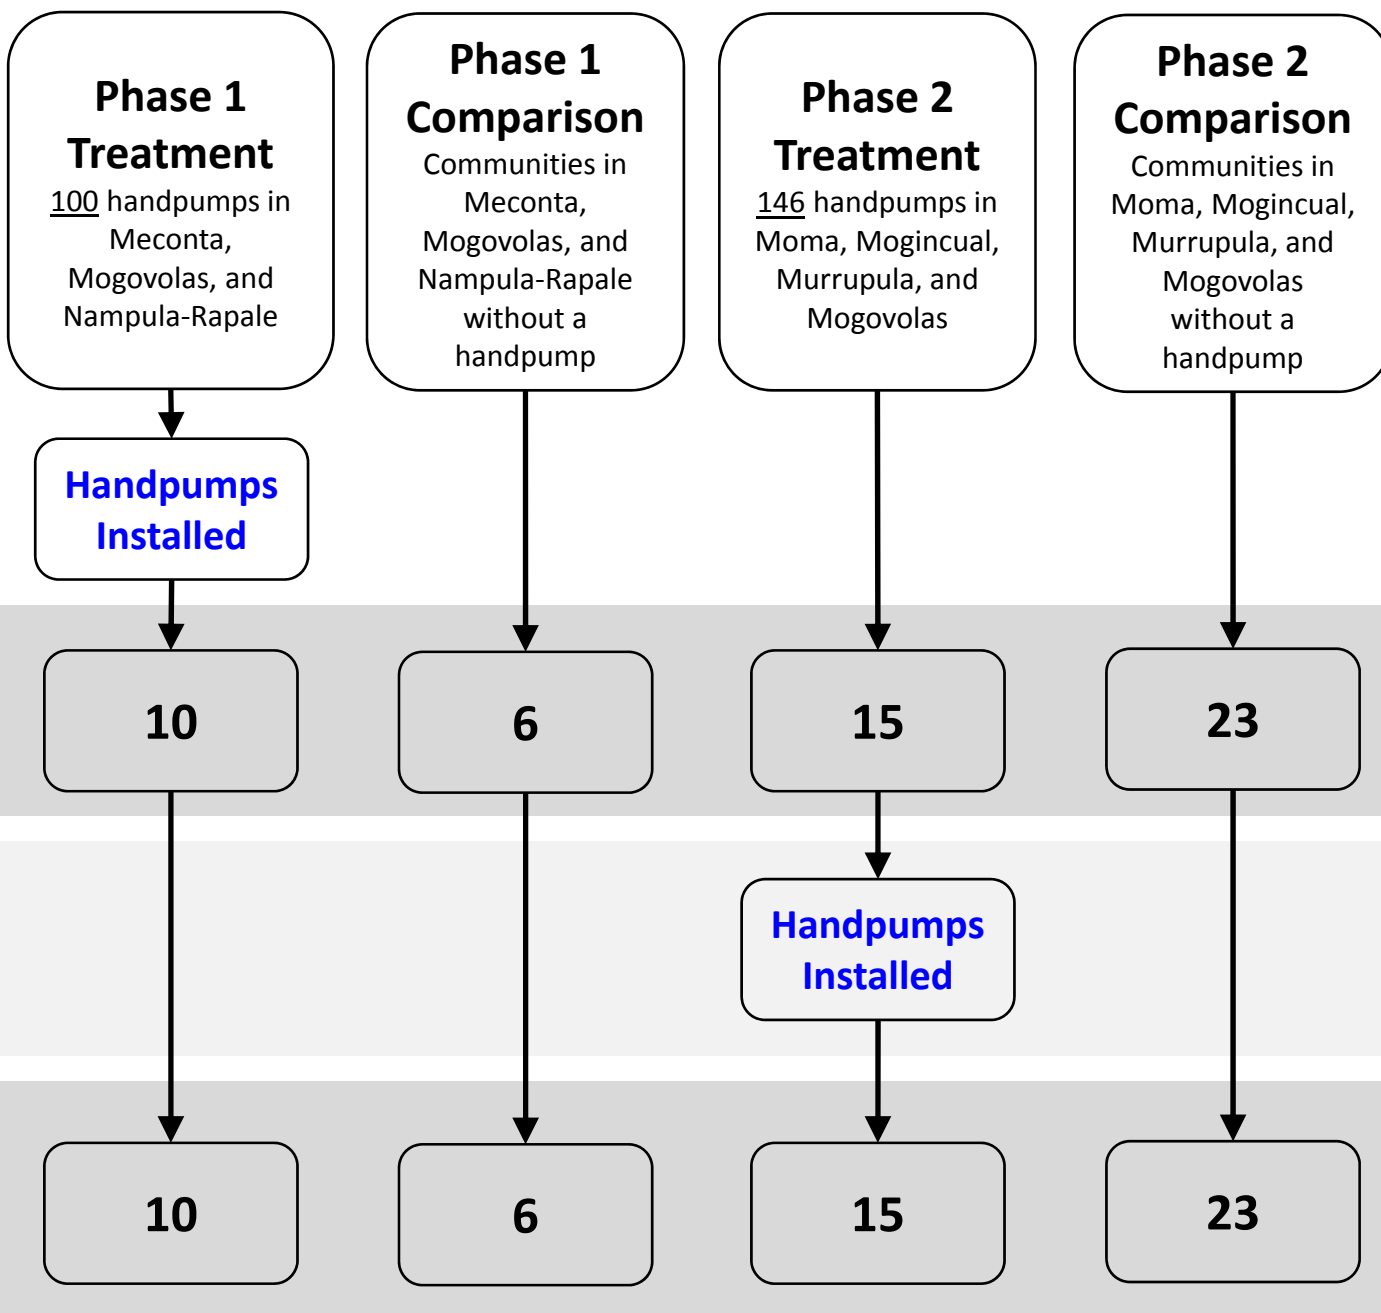 Phase 1
Treatment
100 handpumps in
Meconta,
Mogovolas, and
Nampula-Rapale
Phase 1
Comparison
Communities in
Meconta,
Mogovolas, and
Nampula-Rapale
without a
handpump
Phase 2
Treatment
146 handpumps in
Moma, Mogincual,
Murrupula, and
Mogovolas
Phase 2
Comparison
Communities in
Moma, Mogincual,
Murrupula, and
Mogovolas
without a
handpump
Handpumps
Installed
10
6
15
23
Handpumps
Installed
10
6
15
23